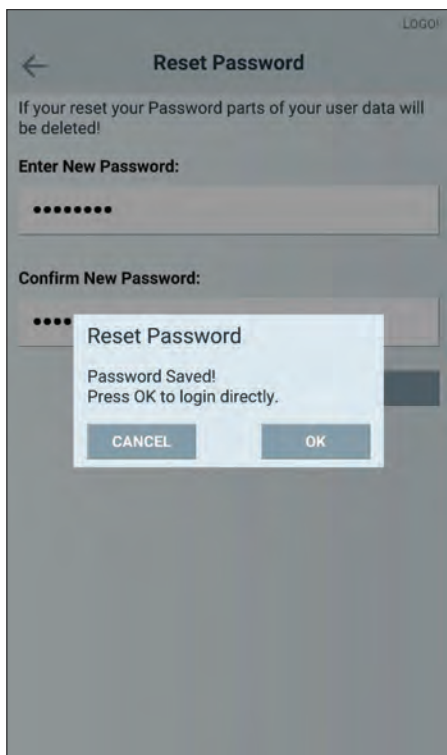 LOGO!
Reset Password
If your reset your Password parts of your user data will
be deleted!
Enter New Password:
••••••••
Confirm New Password:
••••
Reset Password
Password Saved!
Press OK to login directly.
CANCEL
OK